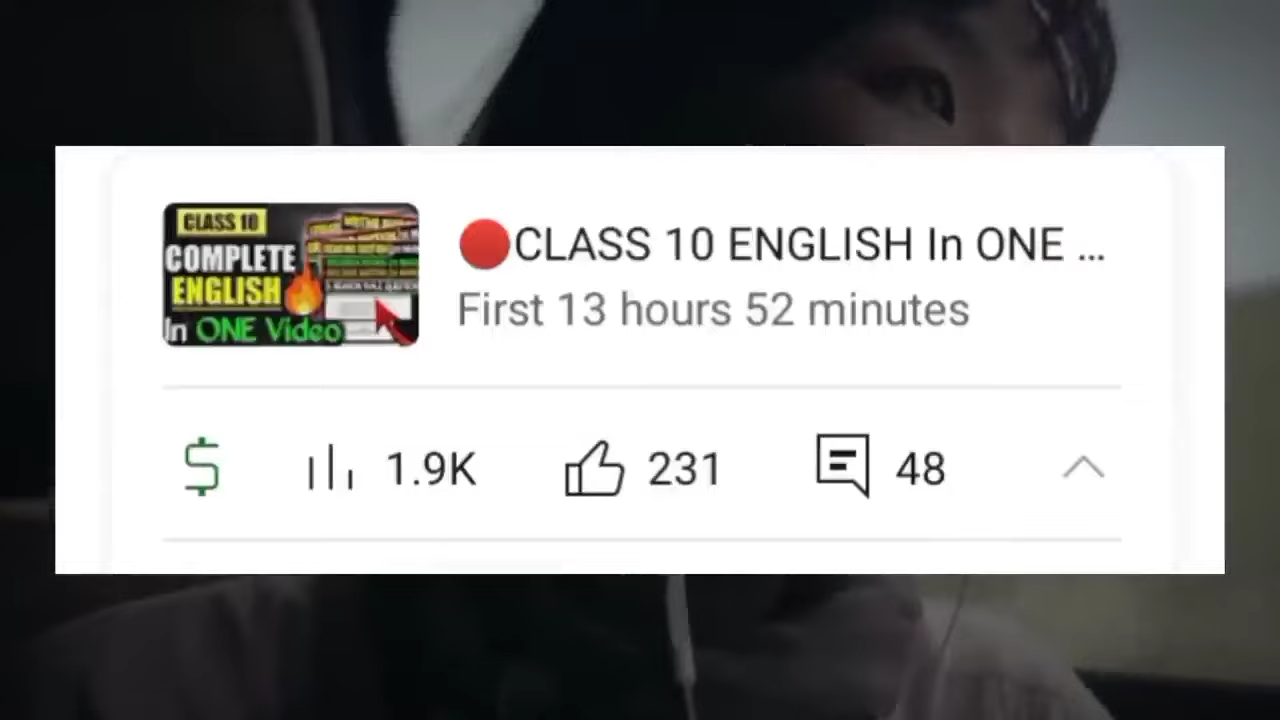 CLASS 10
COMPLETE
ENGLISH
In ONE Video
🔴CLASS 10 ENGLISH In ONE ...
First 13 hours 52 minutes
1.9K
231
48